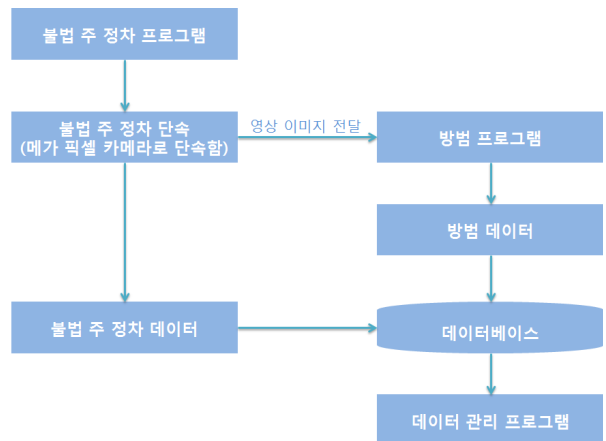 불법 주 정차 프로그램
불법 주 정차 단속
(메가 픽셀 카메라로 단속함)
영상 이미지 전달
방범 프로그램
방범 데이터
불법 주 정차 데이터
데이터베이스
데이터 관리 프로그램